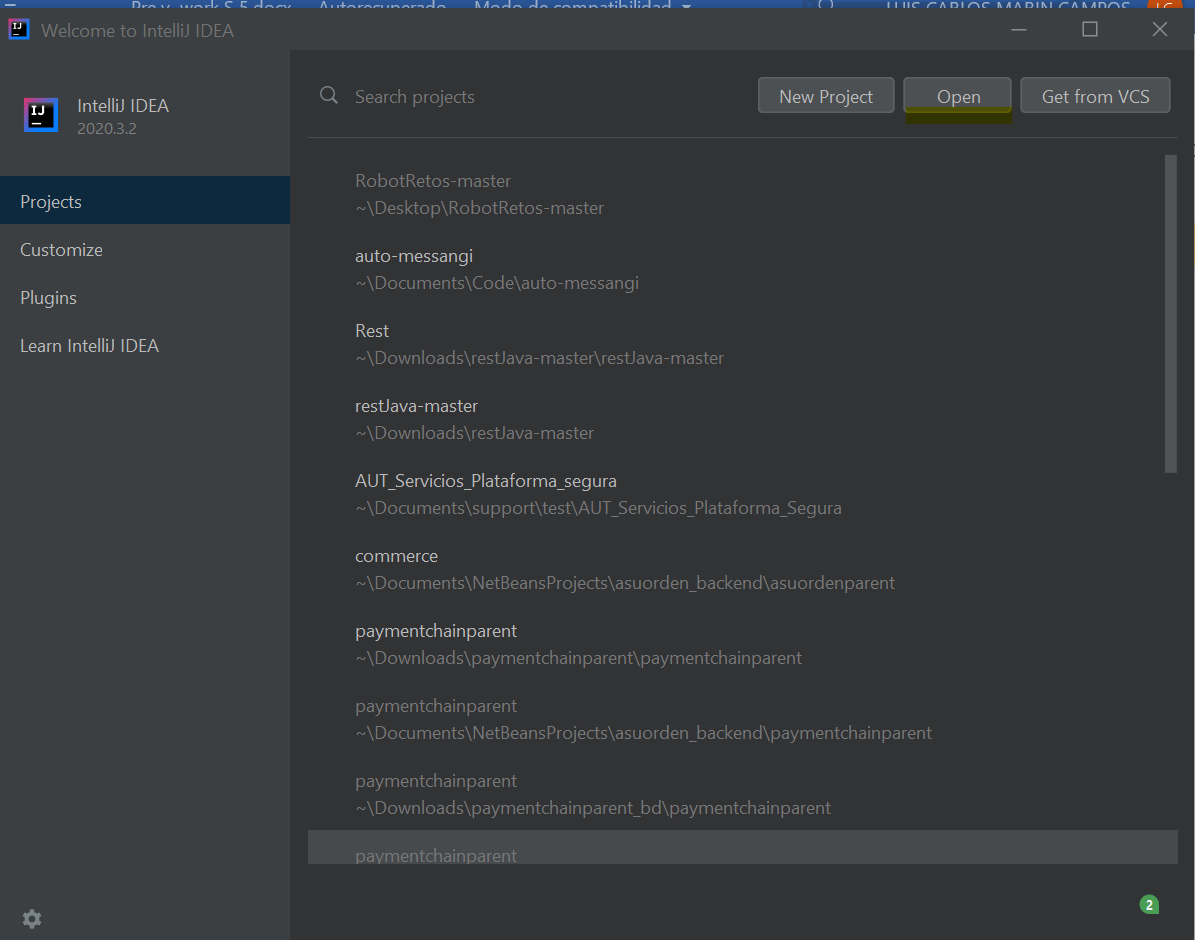 Pre y work S 5.docx
Autorecuperado
Modo de compatibilidad
LUIS CARLOS MARIN CAMPOS
LC
IJ
Welcome to IntelliJ IDEA
IJ
IntelliJ IDEA
2020.3.2
Search projects
New Project
Open
Get from VCS
Projects
Customize
Plugins
Learn IntelliJ IDEA
RobotRetos-master
~\Desktop\RobotRetos-master
auto-messangi
~\Documents\Code\auto-messangi
Rest
~\Downloads\restJava-master\restJava-master
restJava-master
~\Downloads\restJava-master
AUT_Servicios_Plataforma_segura
~\Documents\support\test\AUT_Servicios_Plataforma_Segura
commerce
~\Documents\NetBeansProjects\asuorden_backend\asuordenparent
paymentchainparent
~\Downloads\paymentchainparent\paymentchainparent
paymentchainparent
~\Documents\NetBeansProjects\asuorden_backend\paymentchainparent
paymentchainparent
~\Downloads\paymentchainparent_bd\paymentchainparent
paymentchainparent
2